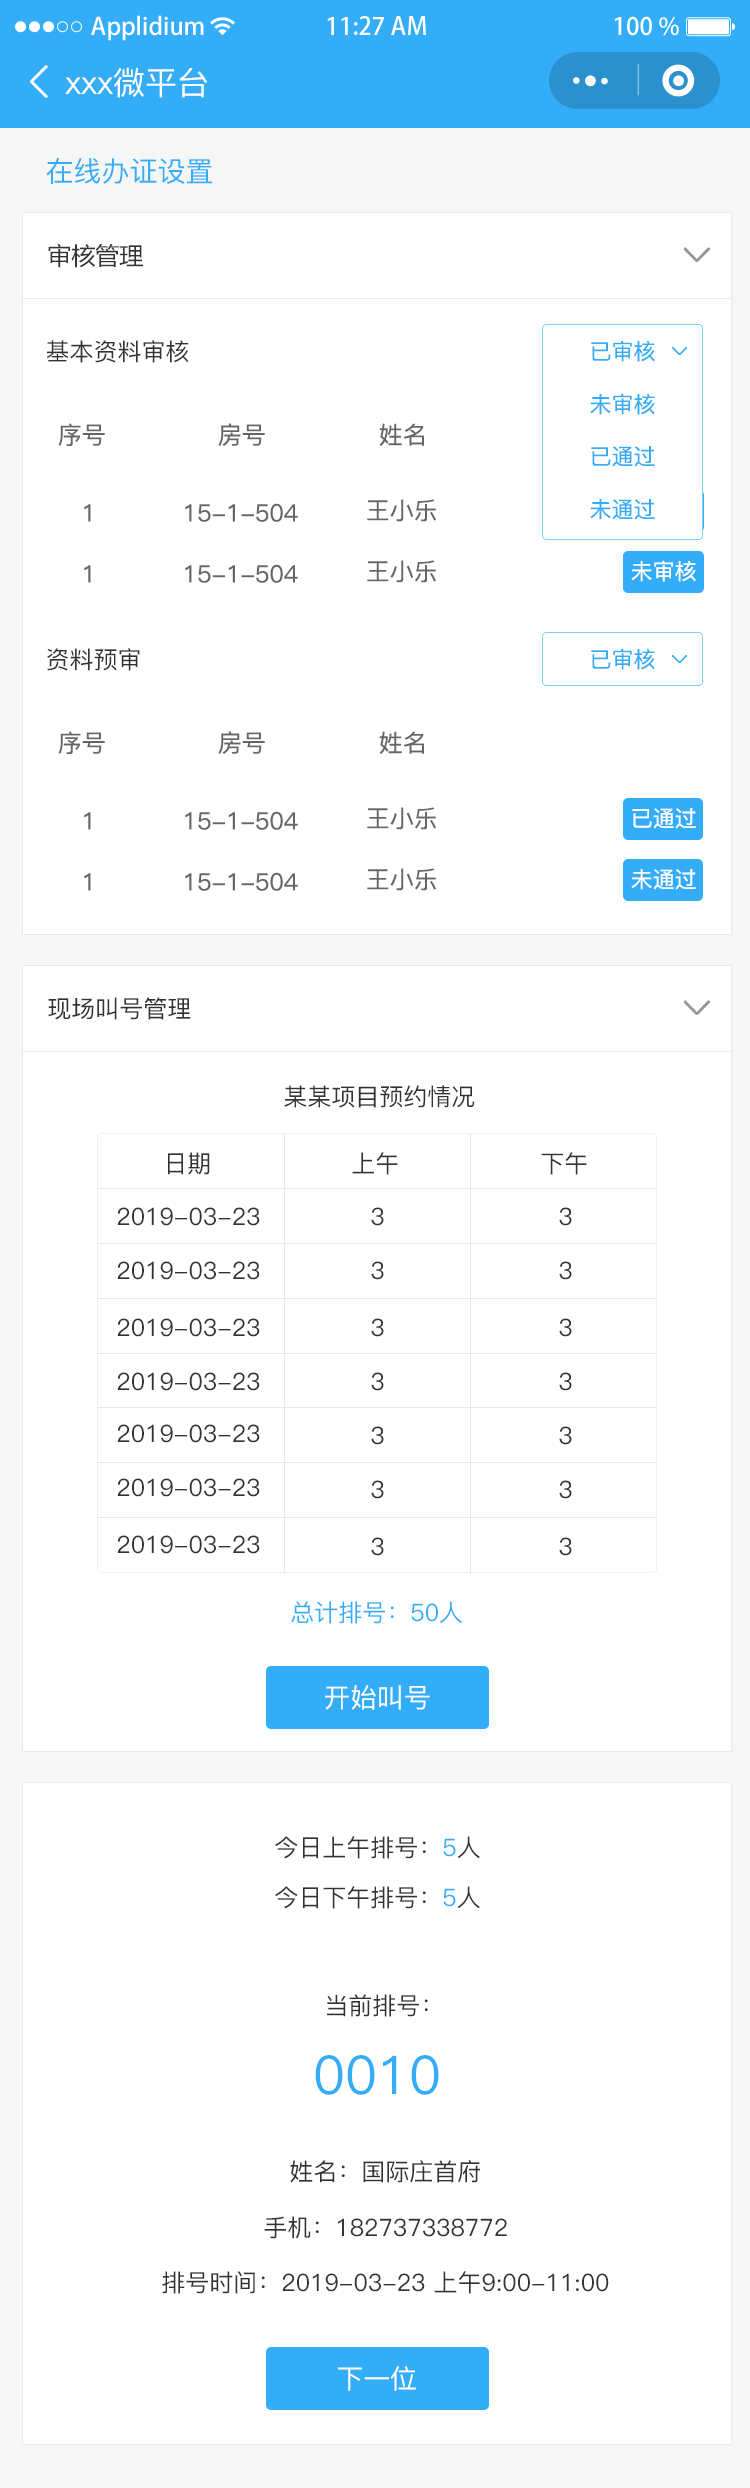 Applidium 11:27 AM 100 %
xxx微平台
在线办证设置
审核管理
基本资料审核 已审核
未审核
序号 房号 姓名
已通过
1 15-1-504 王小乐
未通过
1 15-1-504 王小乐 未审核
资料预审 已审核
序号 房号 姓名
1 15-1-504 王小乐 已通过
1 15-1-504 王小乐 未通过
现场叫号管理
某某项目预约情况
日期 上午 下午
2019-03-23 3 3
2019-03-23 3 3
2019-03-23 3 3
2019-03-23 3 3
2019-03-23 3 3
2019-03-23 3 3
2019-03-23 3 3
总计排号：50人
开始叫号
今日上午排号：5人
今日下午排号：5人
当前排号：
0010
姓名：国际庄首府
手机：182737338772
排号时间：2019-03-23 上午9:00-11:00
下一位